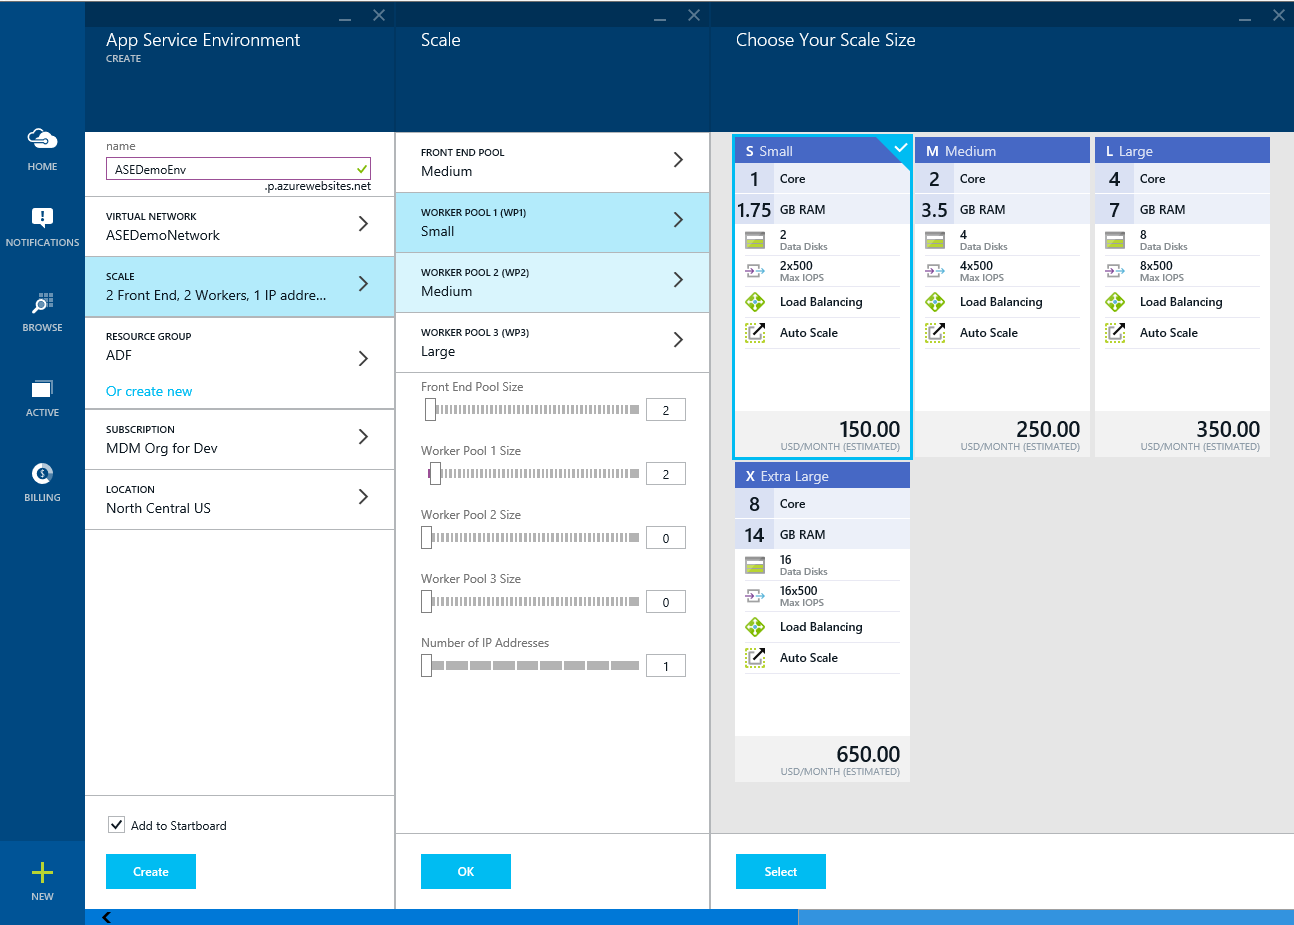 HOME
NOTIFICATIONS
BROWSE
ACTIVE
BILLING
NEW
App Service Environment
CREATE
name
ASEDemoEnv
.p.azurewebsites.net
VIRTUAL NETWORK
ASEDemoNetwork
SCALE
2 Front End, 2 Workers, 1 IP addre...
RESOURCE GROUP
ADF
Or create new
SUBSCRIPTION
MDM Org for Dev
LOCATION
North Central US
Add to Startboard
Create
Scale
FRONT END POOL
Medium
WORKER POOL 1 (WP1)
Small
WORKER POOL 2 (WP2)
Medium
WORKER POOL 3 (WP3)
Large
Front End Pool Size
2
Worker Pool 1 Size
2
Worker Pool 2 Size
0
Worker Pool 3 Size
0
Number of IP Addresses
1
OK
Choose Your Scale Size
S Small
1 Core
1.75 GB RAM
2
Data Disks
2x500
Max IOPS
Load Balancing
Auto Scale
150.00
USD/MONTH (ESTIMATED)
M Medium
2 Core
3.5 GB RAM
4
Data Disks
4x500
Max IOPS
Load Balancing
Auto Scale
250.00
USD/MONTH (ESTIMATED)
L Large
4 Core
7 GB RAM
8
Data Disks
8x500
Max IOPS
Load Balancing
Auto Scale
350.00
USD/MONTH (ESTIMATED)
X Extra Large
8 Core
14 GB RAM
16
Data Disks
16x500
Max IOPS
Load Balancing
Auto Scale
650.00
USD/MONTH (ESTIMATED)
Select